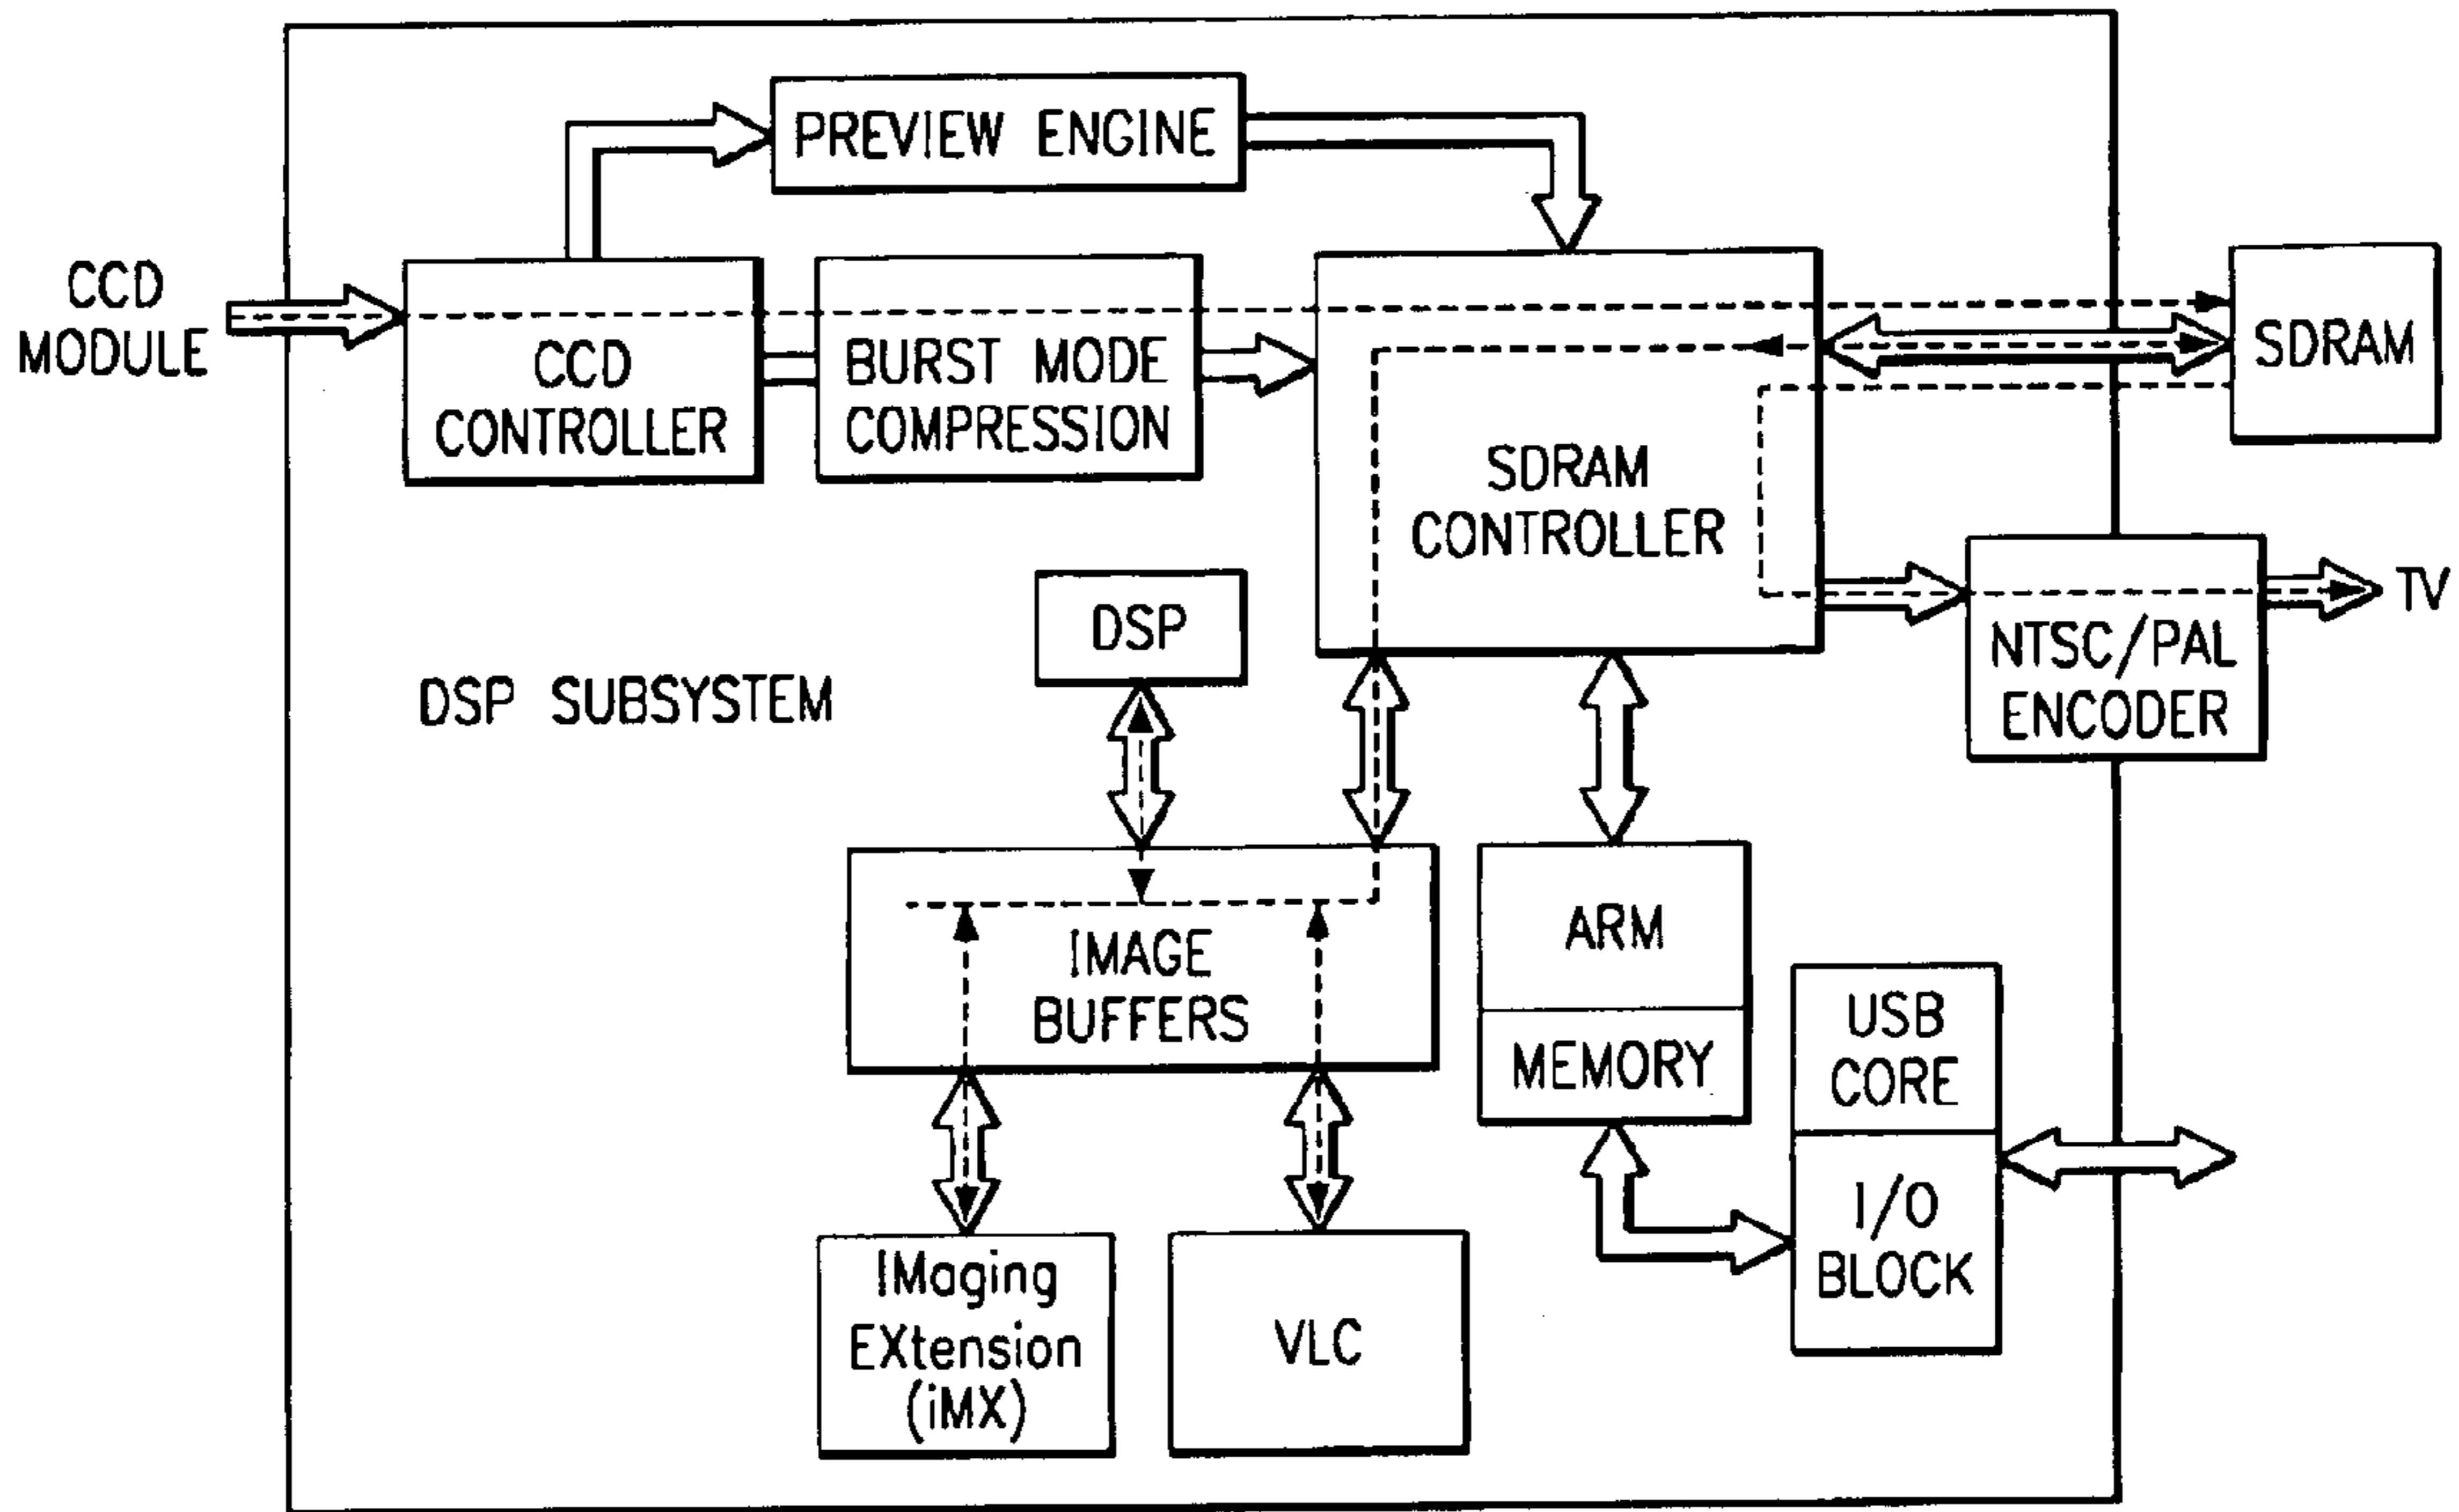 PREVIEW ENGINE
CCD
MODULE
CCD
CONTROLLER
BURST MODE
COMPRESSION
SDRAM
CONTROLLER
SDRAM
DSP
NTSC/PAL
ENCODER
TV
DSP SUBSYSTEM
IMAGE
BUFFERS
ARM
MEMORY
USB
CORE
I/O
BLOCK
IMaging
EXtension
(iMX)
VLC